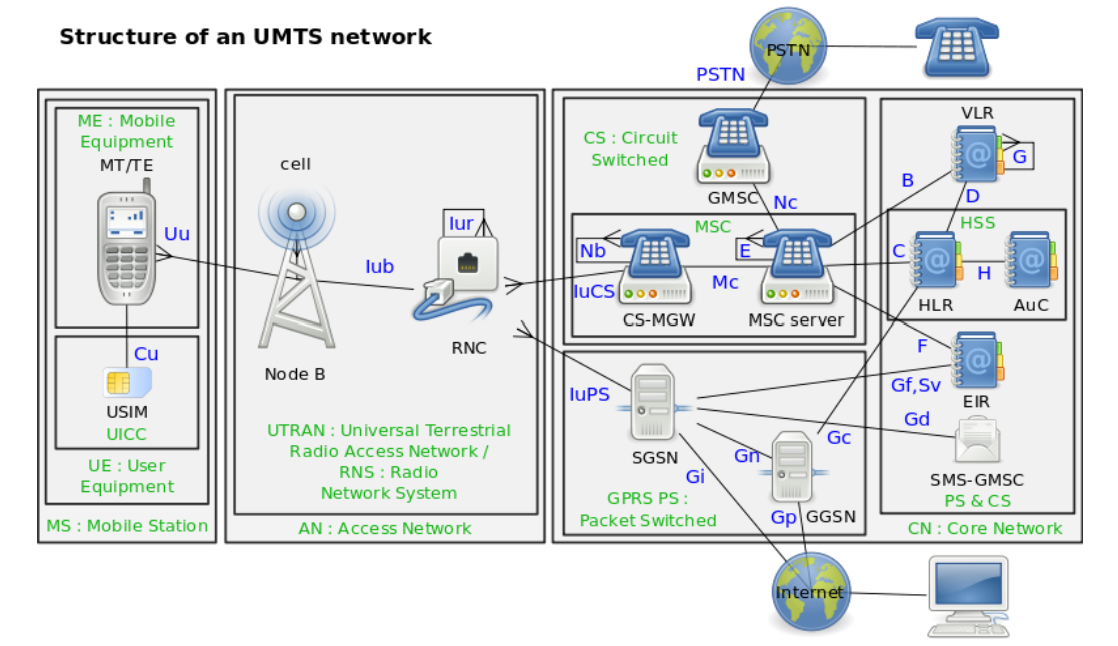 Structure of an UMTS network
PSTN
PSTN
ME : Mobile
Equipment
MT/TE
Uu
Cu
USIM
UICC
UE : User
Equipment
MS : Mobile Station
cell
Node B
Iub
Iur
RNC
UTRAN : Universal Terrestrial
Radio Access Network /
RNS : Radio
Network System
AN : Access Network
CS : Circuit
Switched
GMSC
Nc
MSC
Nb
E
IuCS
Mc
CS-MGW
MSC server
VLR
G
B
D
HSS
C
H
HLR
AuC
F
EIR
IuPS
SGSN
Gf,Sv
Gd
Gc
Gn
Gi
GPRS PS :
Packet Switched
Gp
GGSN
SMS-GMSC
PS & CS
CN : Core Network
Internet